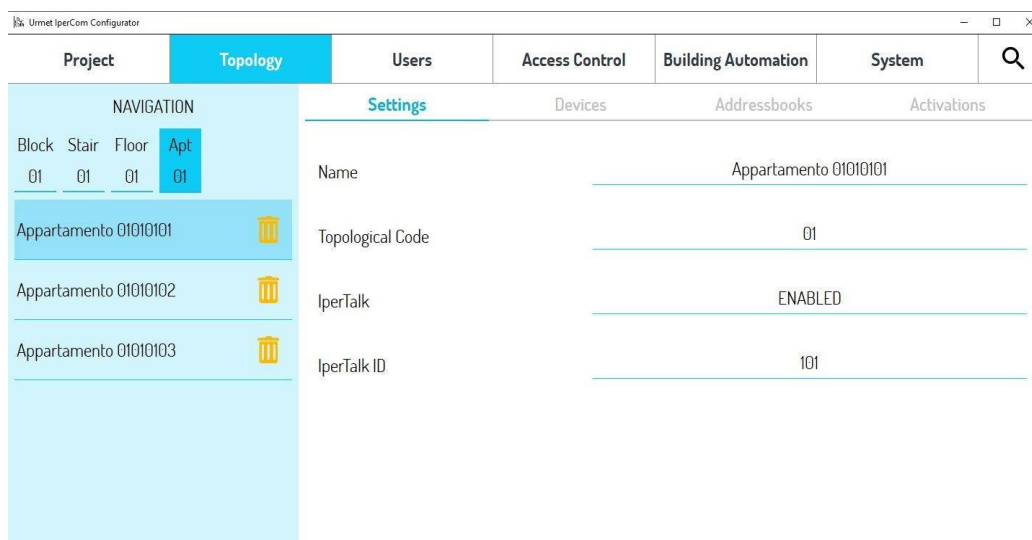 Urmet IperCom Configurator
Project Topology Users Access Control Building Automation System
NAVIGATION
Settings Devices Addressbooks Activations
Block Stair Floor Apt
01 01 01 01
Name Appartamento 01010101
Appartamento 01010101
Topological Code 01
Appartamento 01010102
IperTalk ENABLED
Appartamento 01010103
IperTalk ID 101